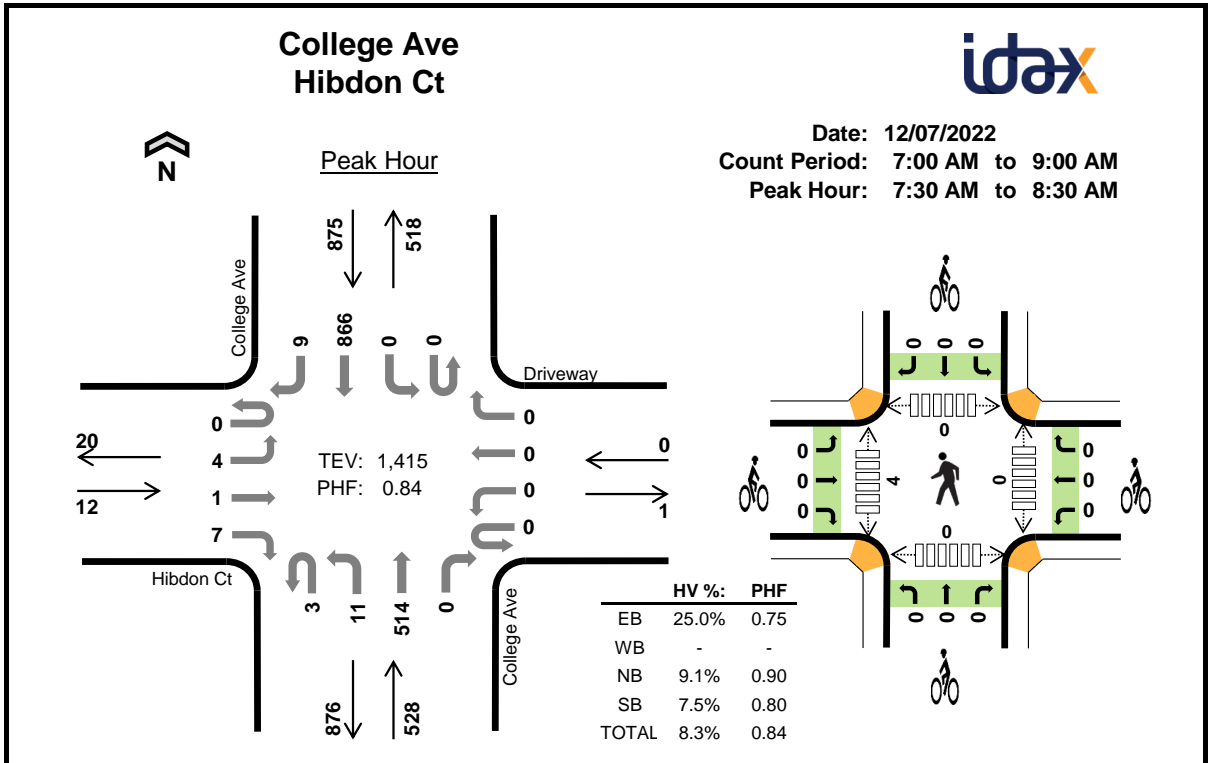 College Ave
Hibdon Ct
idax
N
Peak Hour
Date: 12/07/2022
Count Period: 7:00 AM to 9:00 AM
Peak Hour: 7:30 AM to 8:30 AM
875
518
College Ave
9
866
0
0
Driveway
0
4
1
7
20
12
TEV: 1,415
PHF: 0.84
0
0
0
0
0
1
Hibdon Ct
3
11
514
0
College Ave
876
528
0
0
0
0
0
0
0
4
0
0
0
0
0
0
0
0
HV %: PHF
EB 25.0% 0.75
WB - -
NB 9.1% 0.90
SB 7.5% 0.80
TOTAL 8.3% 0.84